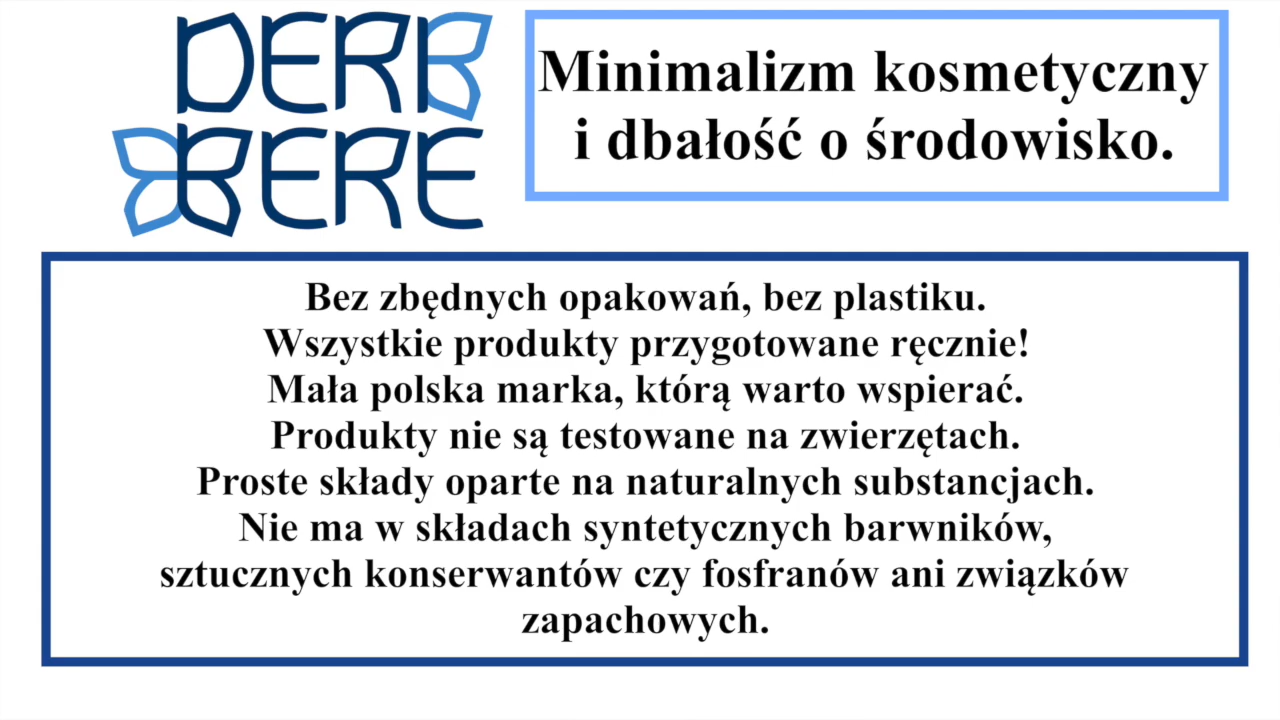 DERI
BERE
Minimalizm kosmetyczny
i dbałość o środowisko.
Bez zbędnych opakowań, bez plastiku.
Wszystkie produkty przygotowane ręcznie!
Mała polska marka, którą warto wspierać.
Produkty nie są testowane na zwierzętach.
Proste składy oparte na naturalnych substancjach.
Nie ma w składach syntetycznych barwników,
sztucznych konserwantów czy fosfranów ani związków
zapachowych.